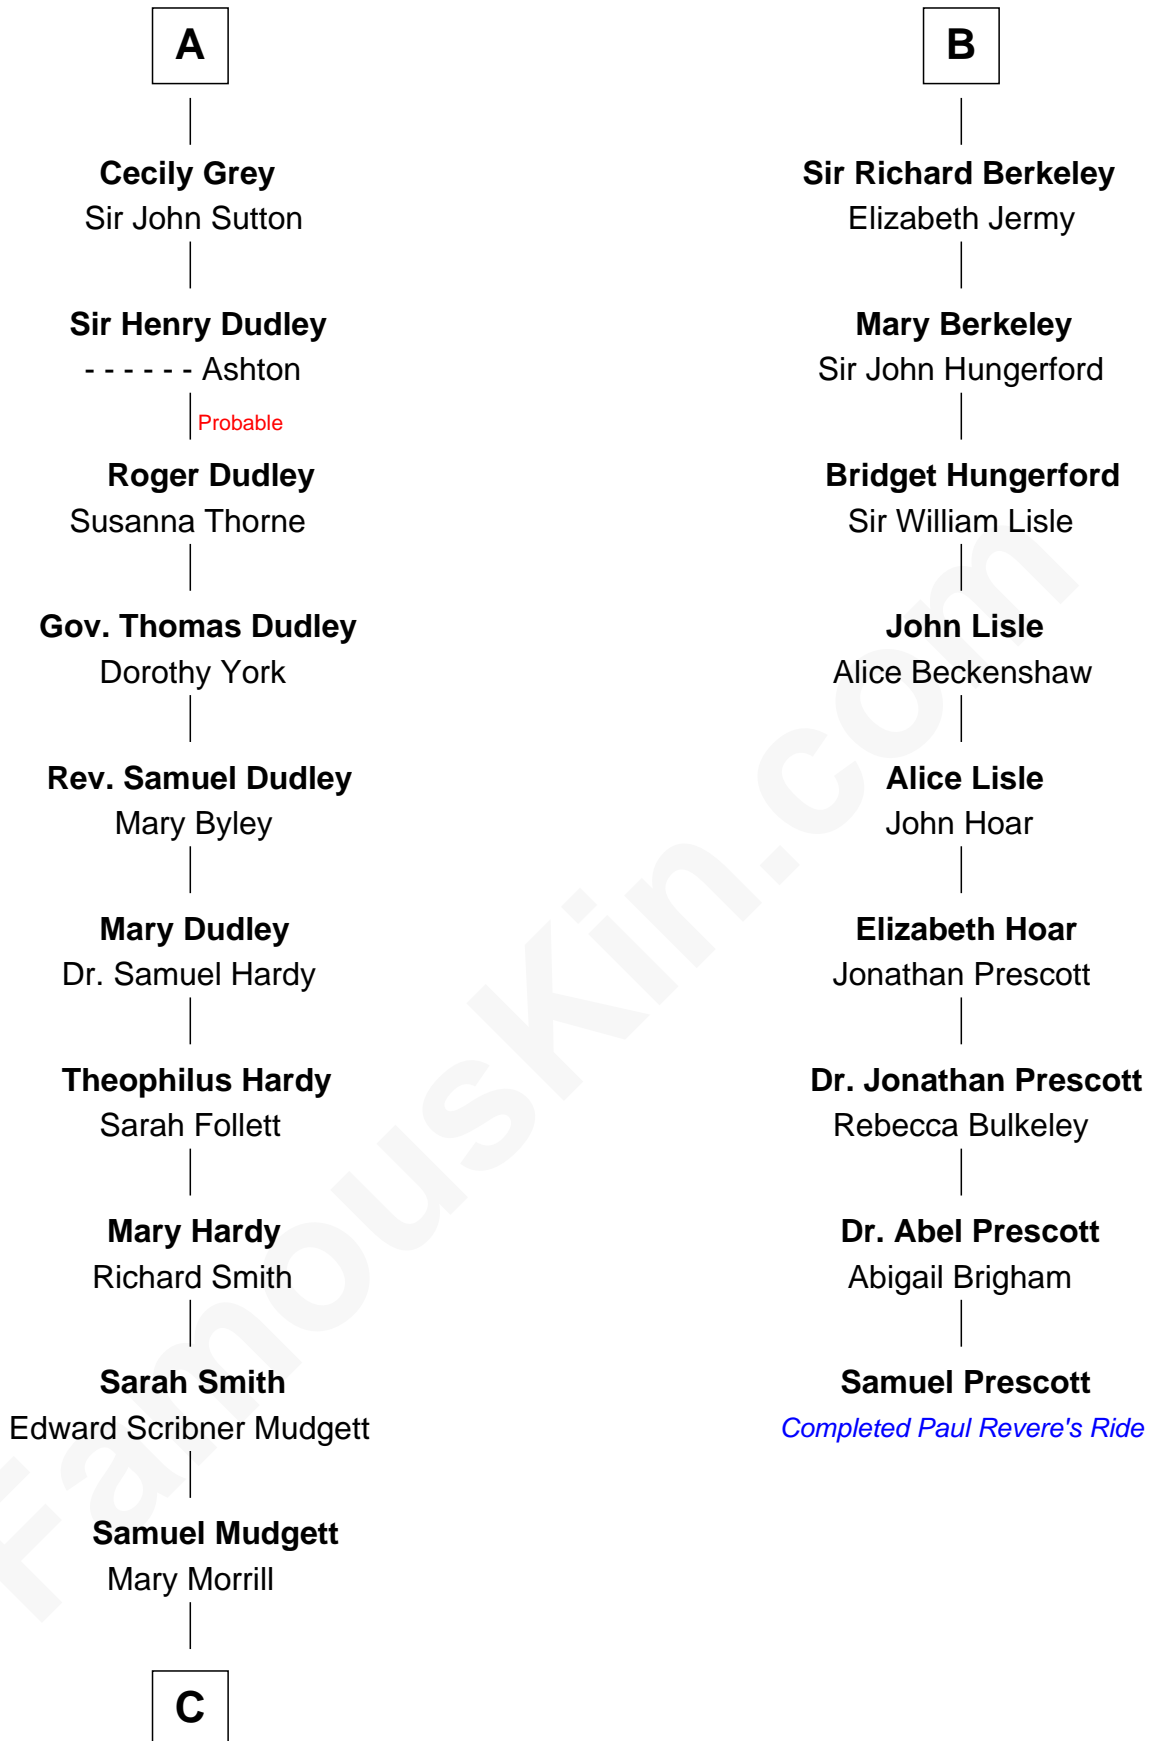 A
Cecily Grey
Sir John Sutton
Sir Henry Dudley
- - - - - - Ashton
Probable
Roger Dudley
Susanna Thorne
Gov. Thomas Dudley
Dorothy York
Rev. Samuel Dudley
Mary Byley
Mary Dudley
Dr. Samuel Hardy
Theophilus Hardy
Sarah Follett
Mary Hardy
Richard Smith
Sarah Smith
Edward Scribner Mudgett
Samuel Mudgett
Mary Morrill
C
B
Sir Richard Berkeley
Elizabeth Jermy
Mary Berkeley
Sir John Hungerford
Bridget Hungerford
Sir William Lisle
John Lisle
Alice Beckenshaw
Alice Lisle
John Hoar
Elizabeth Hoar
Jonathan Prescott
Dr. Jonathan Prescott
Rebecca Bulkeley
Dr. Abel Prescott
Abigail Brigham
Samuel Prescott
Completed Paul Revere's Ride
FamousKin.com